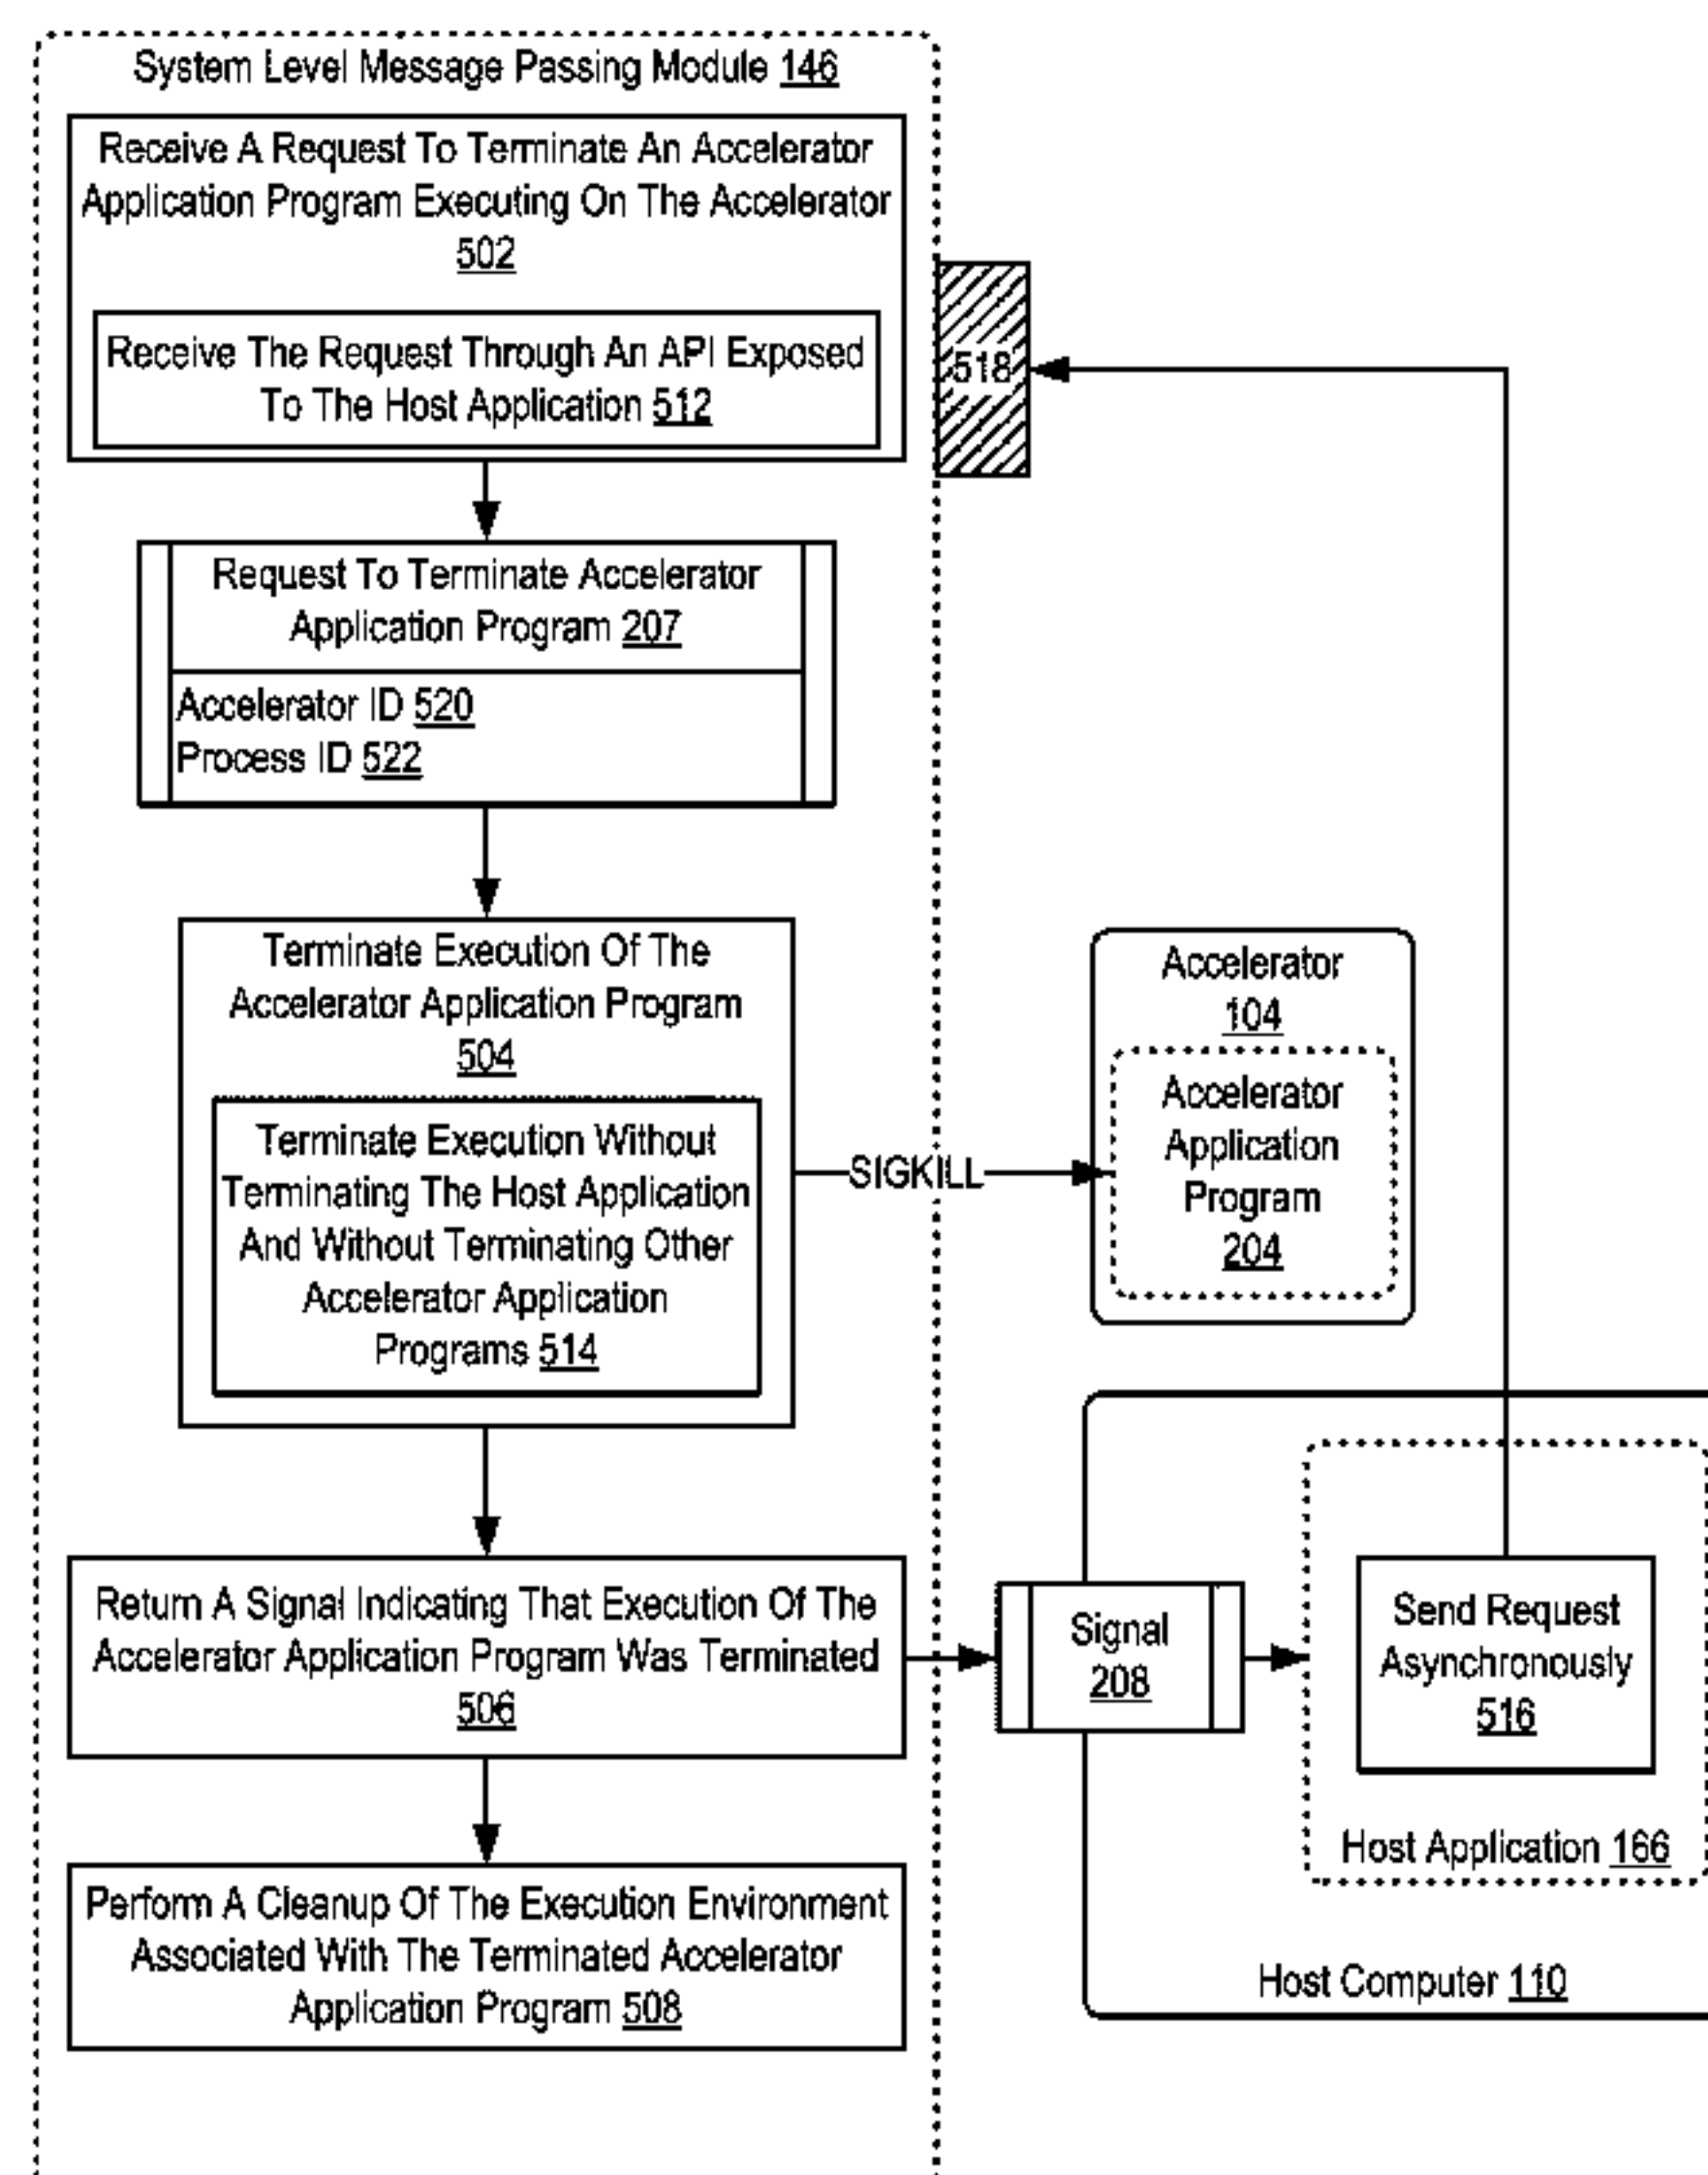 System Level Message Passing Module 146
Receive A Request To Terminate An Accelerator
Application Program Executing On The Accelerator
502
Receive The Request Through An API Exposed
To The Host Application 512
518
Request To Terminate Accelerator
Application Program 207
Accelerator ID 520
Process ID 522
Terminate Execution Of The
Accelerator Application Program
504
Terminate Execution Without
Terminating The Host Application
And Without Terminating Other
Accelerator Application
Programs 514
SIGKILL
Accelerator
104
Accelerator
Application
Program
204
Return A Signal Indicating That Execution Of The
Accelerator Application Program Was Terminated
506
Signal
208
Send Request
Asynchronously
516
Host Application 166
Host Computer 110
Perform A Cleanup Of The Execution Environment
Associated With The Terminated Accelerator
Application Program 508